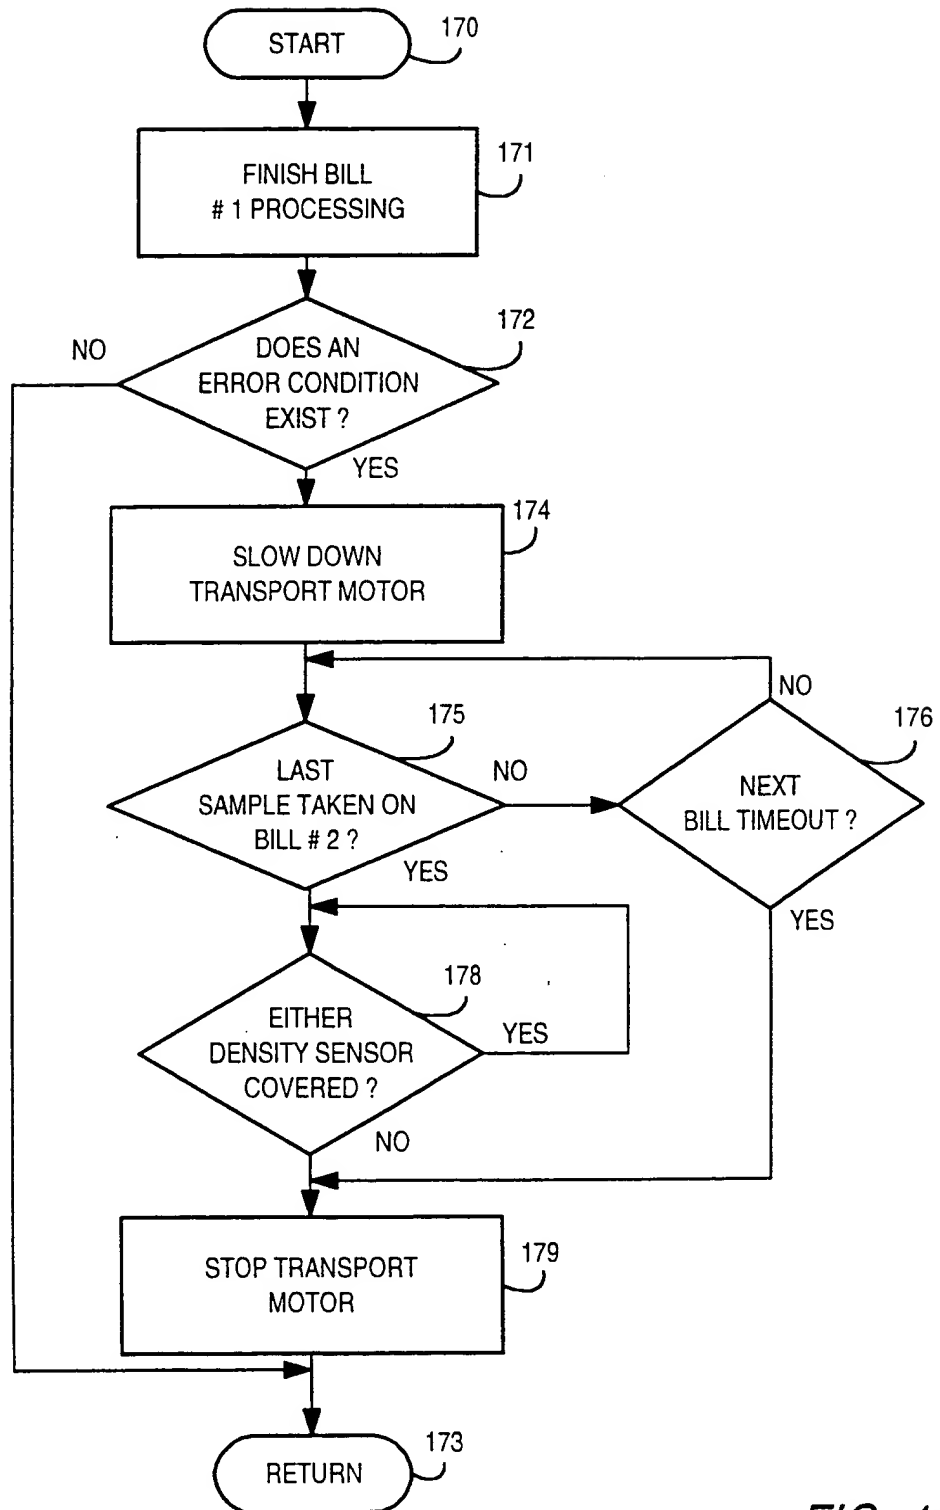 START
170
FINISH BILL
# 1 PROCESSING
171
DOES AN
ERROR CONDITION
EXIST ?
172
NO
YES
SLOW DOWN
TRANSPORT MOTOR
174
LAST
SAMPLE TAKEN ON
BILL # 2 ?
175
NO
YES
NEXT
BILL TIMEOUT ?
176
NO
YES
EITHER
DENSITY SENSOR
COVERED ?
178
YES
NO
STOP TRANSPORT
MOTOR
179
RETURN
173